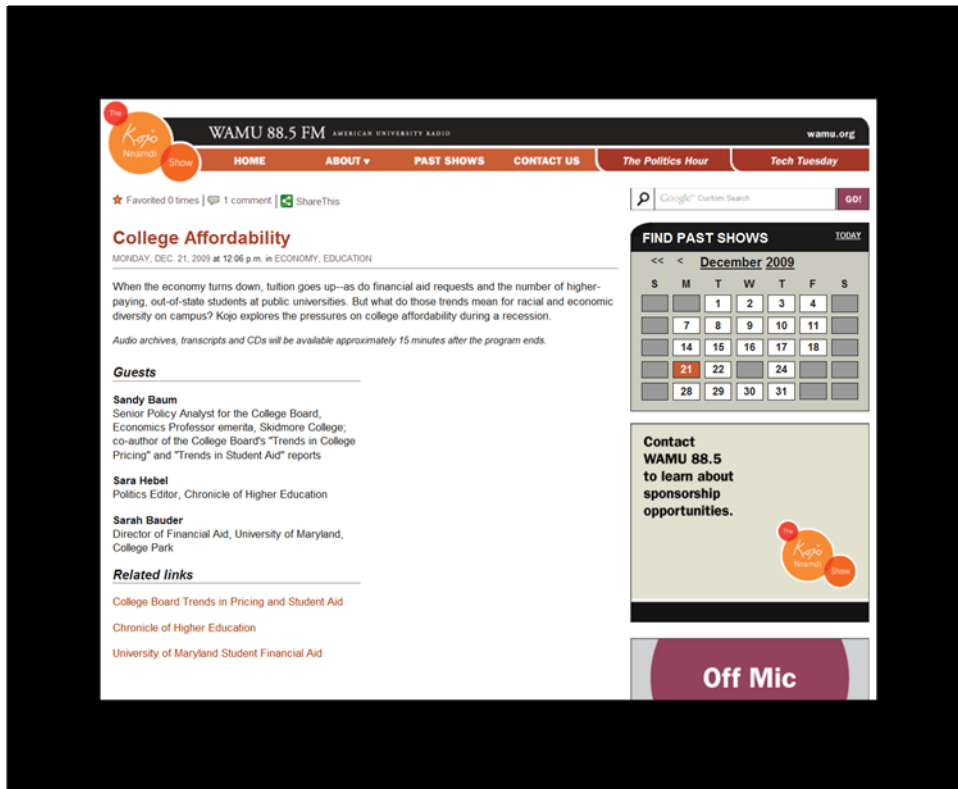 The
Kojo
Nnamdi
Show
WAMU 88.5 FM AMERICAN UNIVERSITY RADIO
wamu.org
HOME ABOUT ▾ PAST SHOWS CONTACT US The Politics Hour Tech Tuesday
Favorited 0 times | 1 comment | ShareThis
Google™ Custom Search GO!
College Affordability
MONDAY, DEC. 21, 2009 at 12:06 p.m. in ECONOMY, EDUCATION
When the economy turns down, tuition goes up--as do financial aid requests and the number of higher-
paying, out-of-state students at public universities. But what do those trends mean for racial and economic
diversity on campus? Kojo explores the pressures on college affordability during a recession.
Audio archives, transcripts and CDs will be available approximately 15 minutes after the program ends.
Guests
Sandy Baum
Senior Policy Analyst for the College Board,
Economics Professor emerita, Skidmore College;
co-author of the College Board's "Trends in College
Pricing" and "Trends in Student Aid" reports
Sara Hebel
Politics Editor, Chronicle of Higher Education
Sarah Bauder
Director of Financial Aid, University of Maryland,
College Park
Related links
College Board Trends in Pricing and Student Aid
Chronicle of Higher Education
University of Maryland Student Financial Aid
FIND PAST SHOWS TODAY
<< < December 2009
S M T W T F S
1 2 3 4
7 8 9 10 11
14 15 16 17 18
21 22 24
28 29 30 31
Contact
WAMU 88.5
to learn about
sponsorship
opportunities.
The
Kojo
Nnamdi
Show
Off Mic